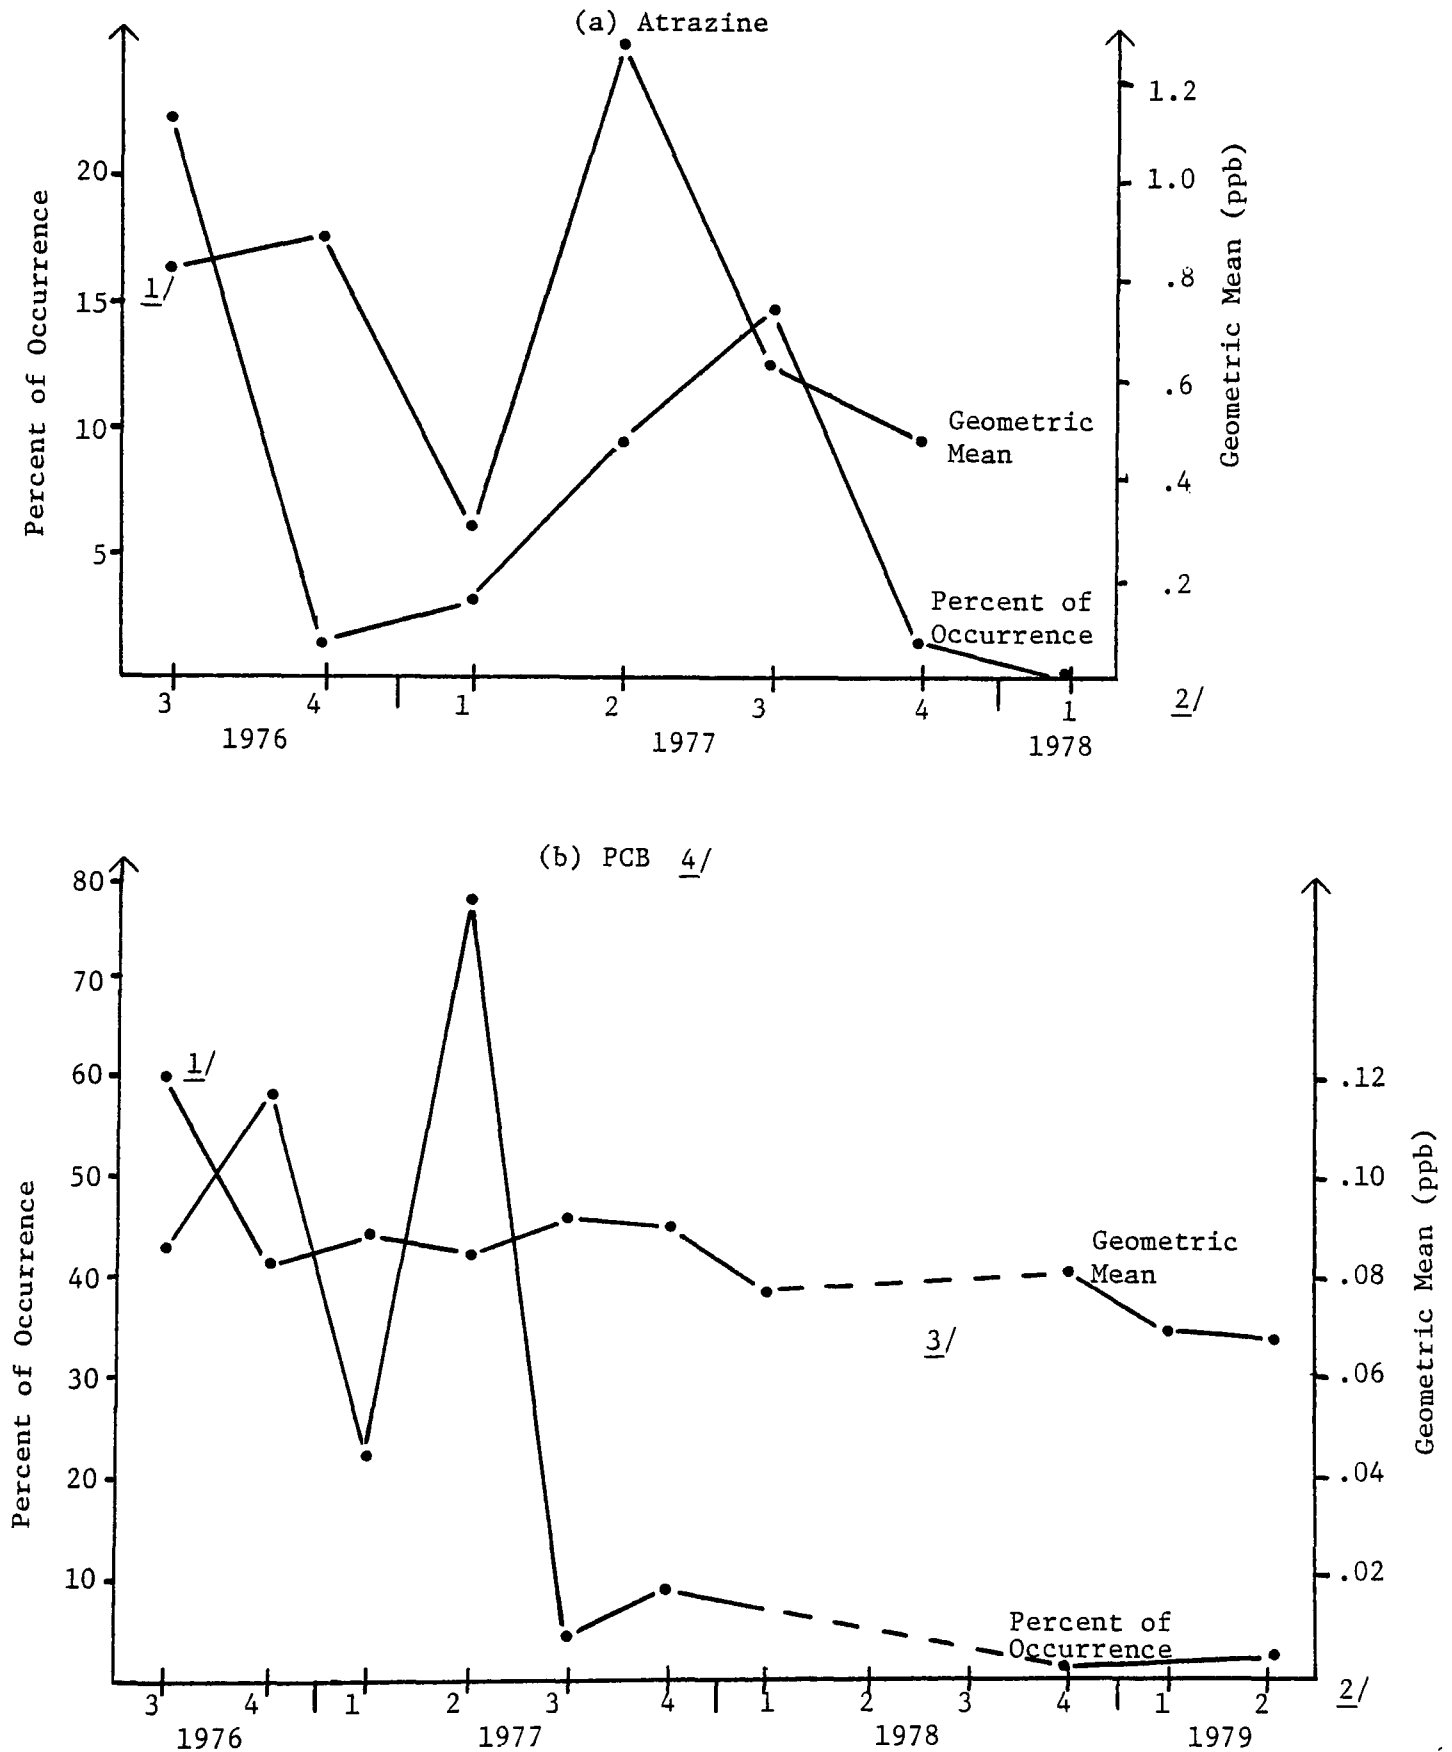 (a) Atrazine
Percent of Occurrence
20
15
10
5
1/
Geometric
Mean
Percent of
Occurrence
1.2
1.0
.8
.6
.4
.2
Geometric Mean (ppb)
3 4 1 2 3 4 1 2/
1976 1977 1978
(b) PCB 4/
Percent of Occurrence
80
70
60
50
40
30
20
10
1/
Geometric
Mean
3/
Percent of
Occurrence
.12
.10
.08
.06
.04
.02
Geometric Mean (ppb)
3 4 1 2 3 4 1 2 3 4 1 2 2/
1976 1977 1978 1979